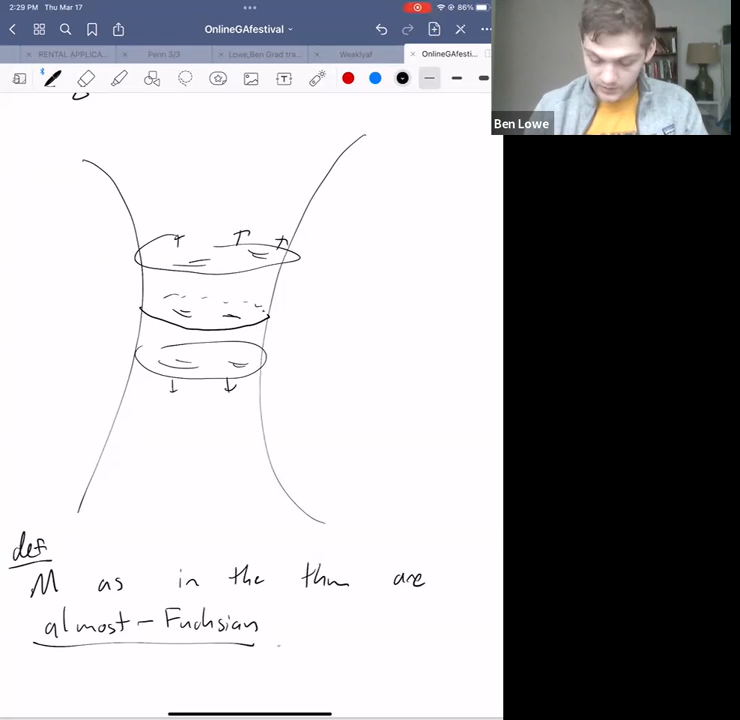 2:29 PM Thu Mar 17
86%
OnlineGAfestival
RENTAL APPLICA...
Penn 3/3
Lowe,Ben Grad tra...
Weaklyaf
OnlineGAfesti...
Ben Lowe
def
M as in the thm are
almost-Fuchsian